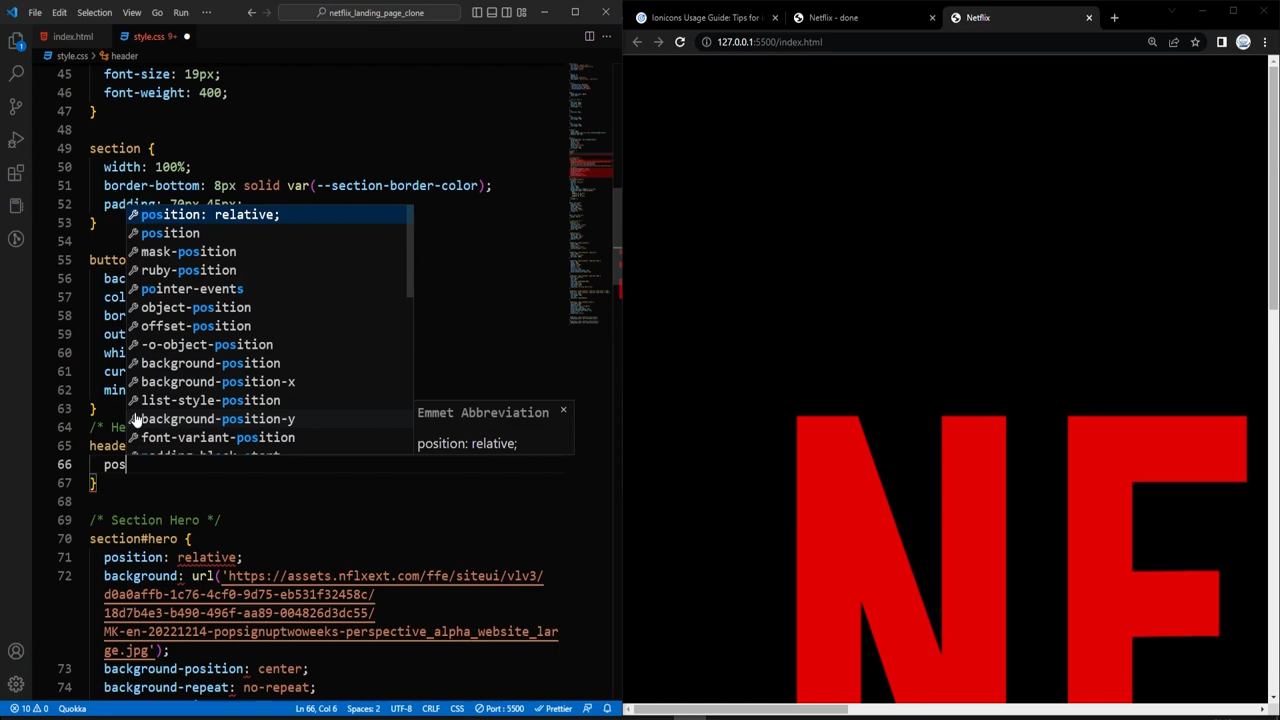 File Edit Selection View Go Run ···
netflix_landing_page_clone
index.html
style.css 9+
style.css > header
45 font-size: 19px;
46 font-weight: 400;
47 }
48
49 section {
50 width: 100%;
51 border-bottom: 8px solid var(--section-border-color);
52 padding: 70px 45px;
53 }
54
55 butto
56 bac
57 col
58 bor
59 out
60 whi
61 cur
62 min
63 }
64 /* He
65 heade
66 pos
67 }
68
69 /* Section Hero */
70 section#hero {
71 position: relative;
72 background: url('https://assets.nflxext.com/ffe/siteui/vlv3/
d0a0affb-1c76-4cf0-9d75-eb531f32458c/
18d7b4e3-b490-496f-aa89-004826d3dc55/
MK-en-20221214-popsignuptwoweeks-perspective_alpha_website_lar
ge.jpg');
73 background-position: center;
74 background-repeat: no-repeat;
position: relative;
position
mask-position
ruby-position
pointer-events
object-position
offset-position
-o-object-position
background-position
background-position-x
list-style-position
background-position-y
font-variant-position
padding-block-start
Emmet Abbreviation
position: relative;
10 0 Quokka Ln 66, Col 6 Spaces: 2 UTF-8 CRLF CSS Port : 5500 Prettier
Ionicons Usage Guide: Tips for i
Netflix - done
Netflix
127.0.0.1:5500/index.html
NF